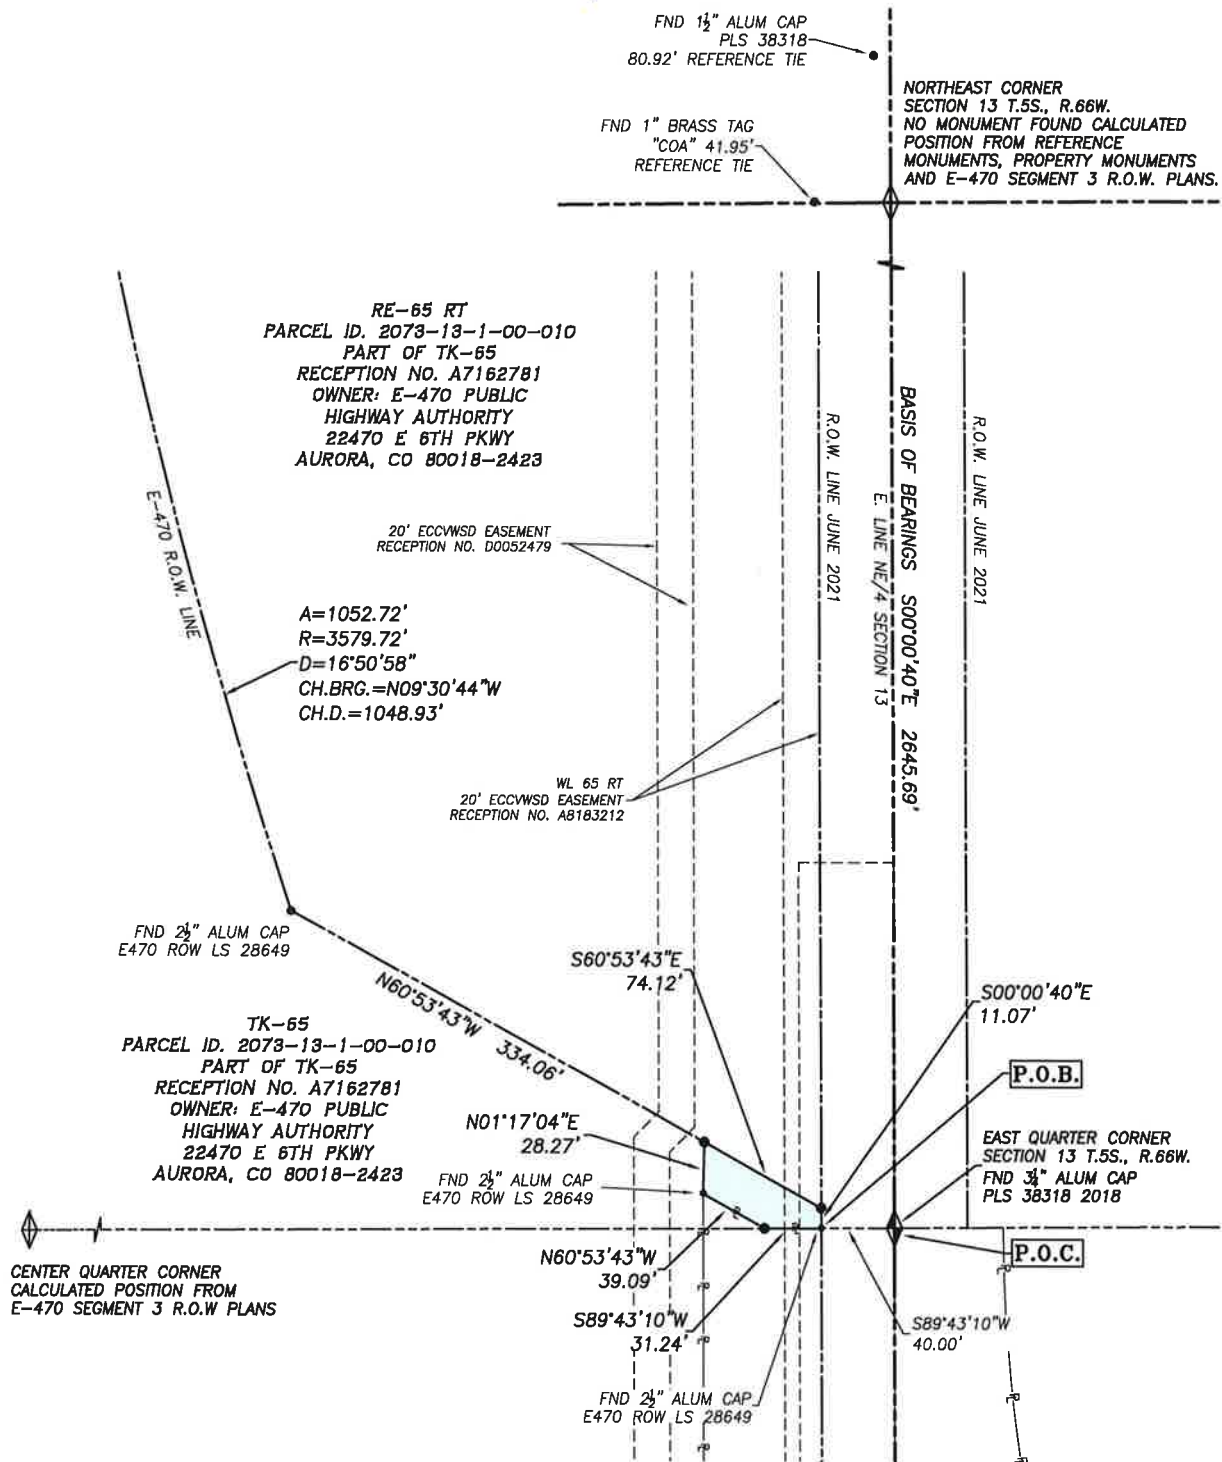 FND 1½" ALUM CAP
PLS 38318
80.92' REFERENCE TIE
NORTHEAST CORNER
SECTION 13 T.5S., R.66W.
NO MONUMENT FOUND CALCULATED
POSITION FROM REFERENCE
MONUMENTS, PROPERTY MONUMENTS
AND E-470 SEGMENT 3 R.O.W. PLANS.
FND 1" BRASS TAG
"COA" 41.95'
REFERENCE TIE
RE-65 RT
PARCEL ID. 2073-13-1-00-010
PART OF TK-65
RECEPTION NO. A7162781
OWNER: E-470 PUBLIC
HIGHWAY AUTHORITY
22470 E 6TH PKWY
AURORA, CO 80018-2423
E-470 R.O.W. LINE
20' ECCVWSD EASEMENT
RECEPTION NO. D0052479
R.O.W. LINE JUNE 2021
BASIS OF BEARINGS S00°00'40"E 2645.69'
E. LINE NE/4 SECTION 13
R.O.W. LINE JUNE 2021
A=1052.72'
R=3579.72'
D=16°50'58"
CH.BRG.=N09°30'44"W
CH.D.=1048.93'
WL 65 RT
20' ECCVWSD EASEMENT
RECEPTION NO. A8183212
FND 2½" ALUM CAP
E470 ROW LS 28649
N60°53'43"W 334.06'
S60°53'43"E
74.12'
S00°00'40"E
11.07'
TK-65
PARCEL ID. 2073-13-1-00-010
PART OF TK-65
RECEPTION NO. A7162781
OWNER: E-470 PUBLIC
HIGHWAY AUTHORITY
22470 E 6TH PKWY
AURORA, CO 80018-2423
P.O.B.
N01°17'04"E
28.27'
FND 2½" ALUM CAP
E470 ROW LS 28649
EAST QUARTER CORNER
SECTION 13 T.5S., R.66W.
FND 3¼" ALUM CAP
PLS 38318 2018
P.O.C.
CENTER QUARTER CORNER
CALCULATED POSITION FROM
E-470 SEGMENT 3 R.O.W PLANS
N60°53'43"W
39.09'
S89°43'10"W
31.24'
S89°43'10"W
40.00'
FND 2½" ALUM CAP
E470 ROW LS 28649